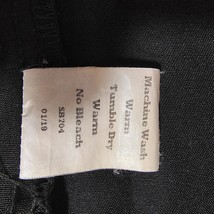 Machine Wash
Warm
Tumble Dry
Warm
No Bleach
SB704
01/19